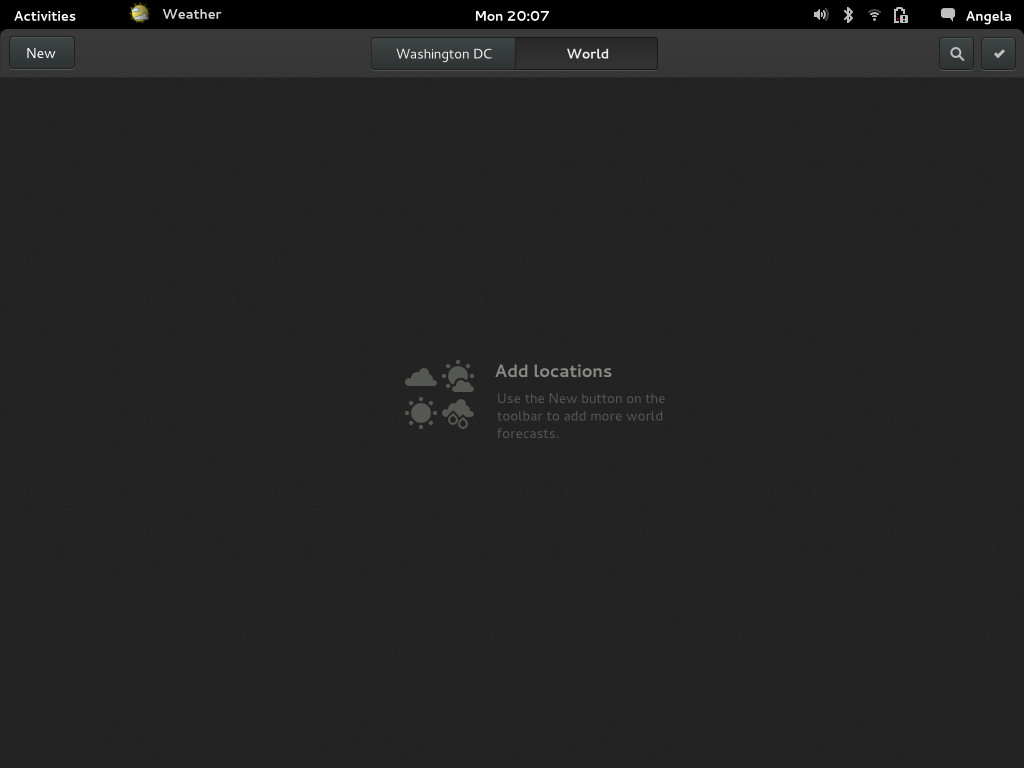 Activities Weather Mon 20:07 Angela
New Washington DC World
Add locations
Use the New button on the
toolbar to add more world
forecasts.